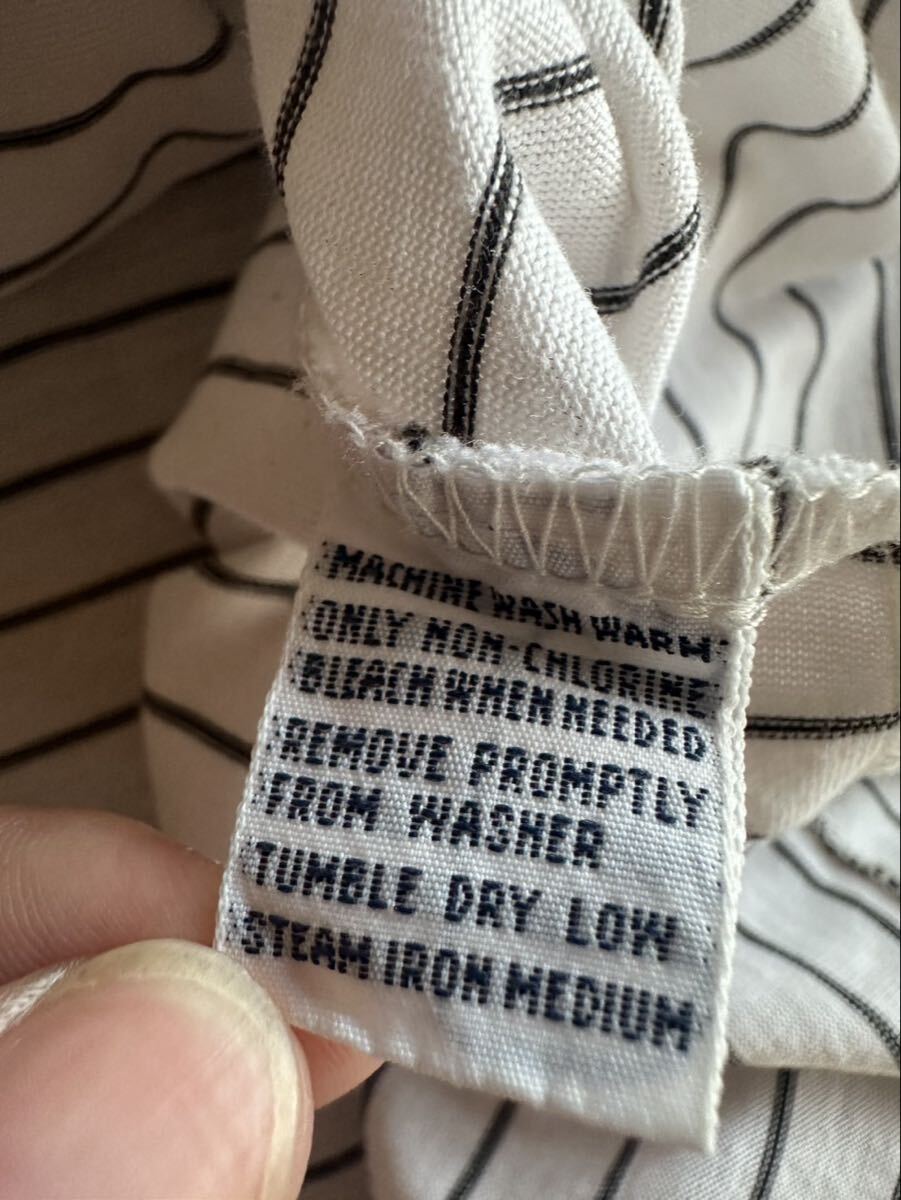 MACHINE WASH WARM
ONLY NON-CHLORINE
BLEACH WHEN NEEDED
REMOVE PROMPTLY
FROM WASHER
TUMBLE DRY LOW
STEAM IRON MEDIUM